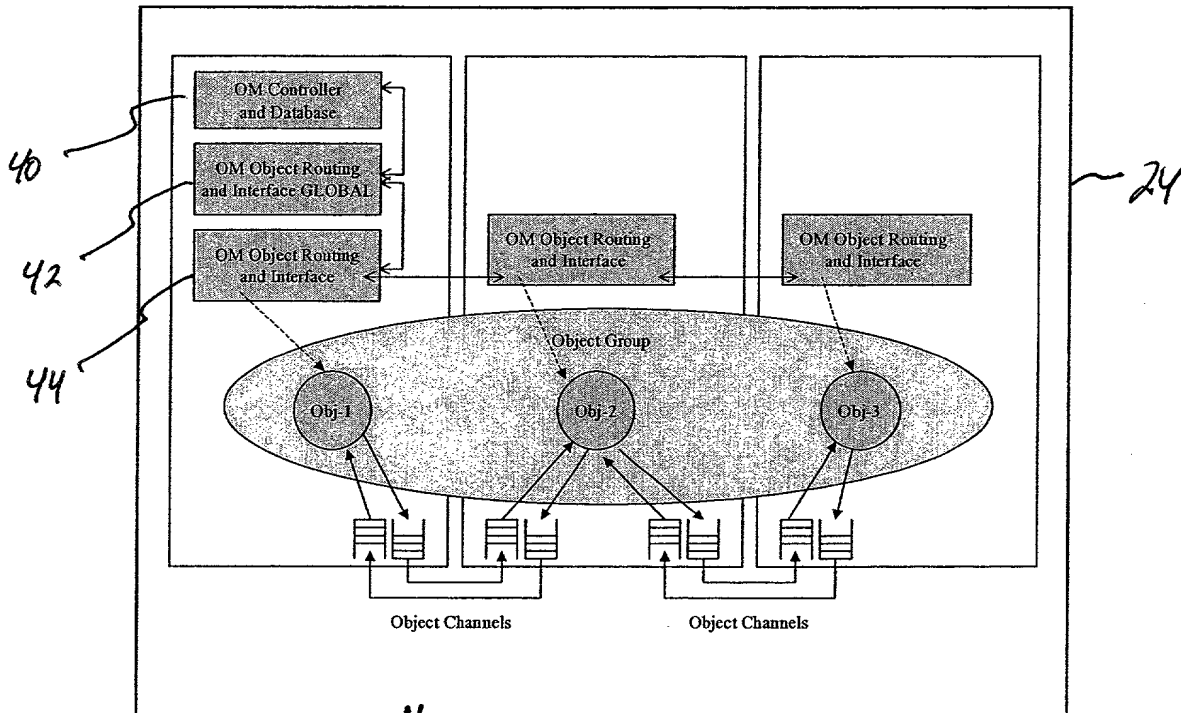 OM Controller
and Database
40
OM Object Routing
and Interface GLOBAL
24
42
OM Object Routing
and Interface
OM Object Routing
and Interface
OM Object Routing
and Interface
44
Object Group
Obj-1
Obj-2
Obj-3
Object Channels
Object Channels